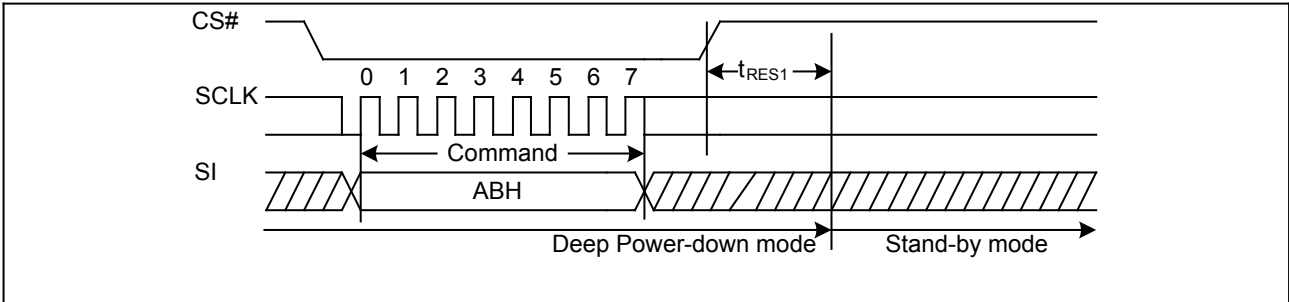 CS#
tRES1
0 1 2 3 4 5 6 7
SCLK
Command
SI
ABH
Deep Power-down mode Stand-by mode